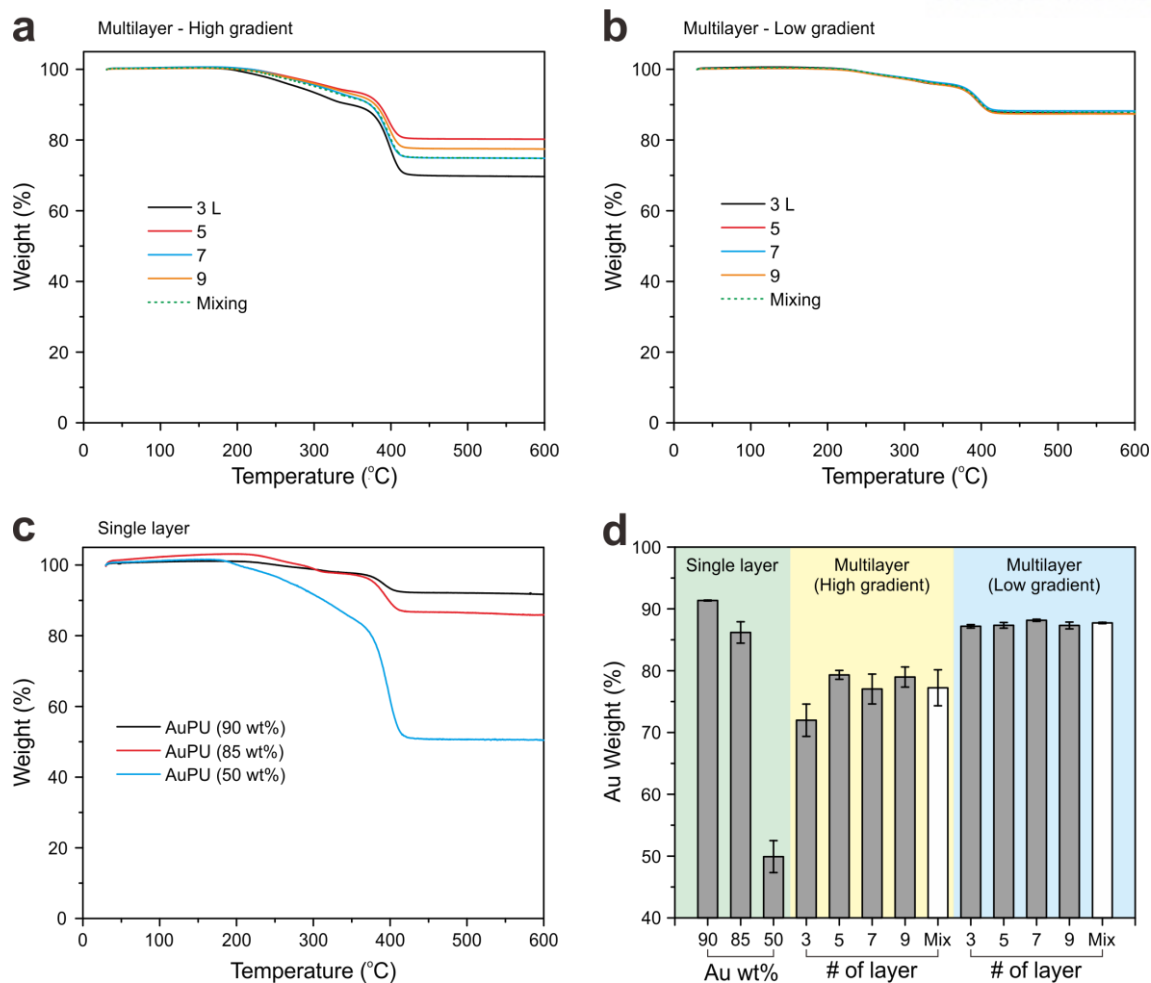 a
Multilayer - High gradient
100
80
60
40
20
0
Weight (%)
3 L
5
7
9
Mixing
0 100 200 300 400 500 600
Temperature (°C)
b
Multilayer - Low gradient
100
80
60
40
20
0
Weight (%)
3 L
5
7
9
Mixing
0 100 200 300 400 500 600
Temperature (°C)
c
Single layer
100
80
60
40
20
0
Weight (%)
AuPU (90 wt%)
AuPU (85 wt%)
AuPU (50 wt%)
0 100 200 300 400 500 600
Temperature (°C)
d
100
90
80
70
60
50
40
Au Weight (%)
Single layer
Multilayer
(High gradient)
Multilayer
(Low gradient)
90 85 50 3 5 7 9 Mix 3 5 7 9 Mix
Au wt% # of layer # of layer